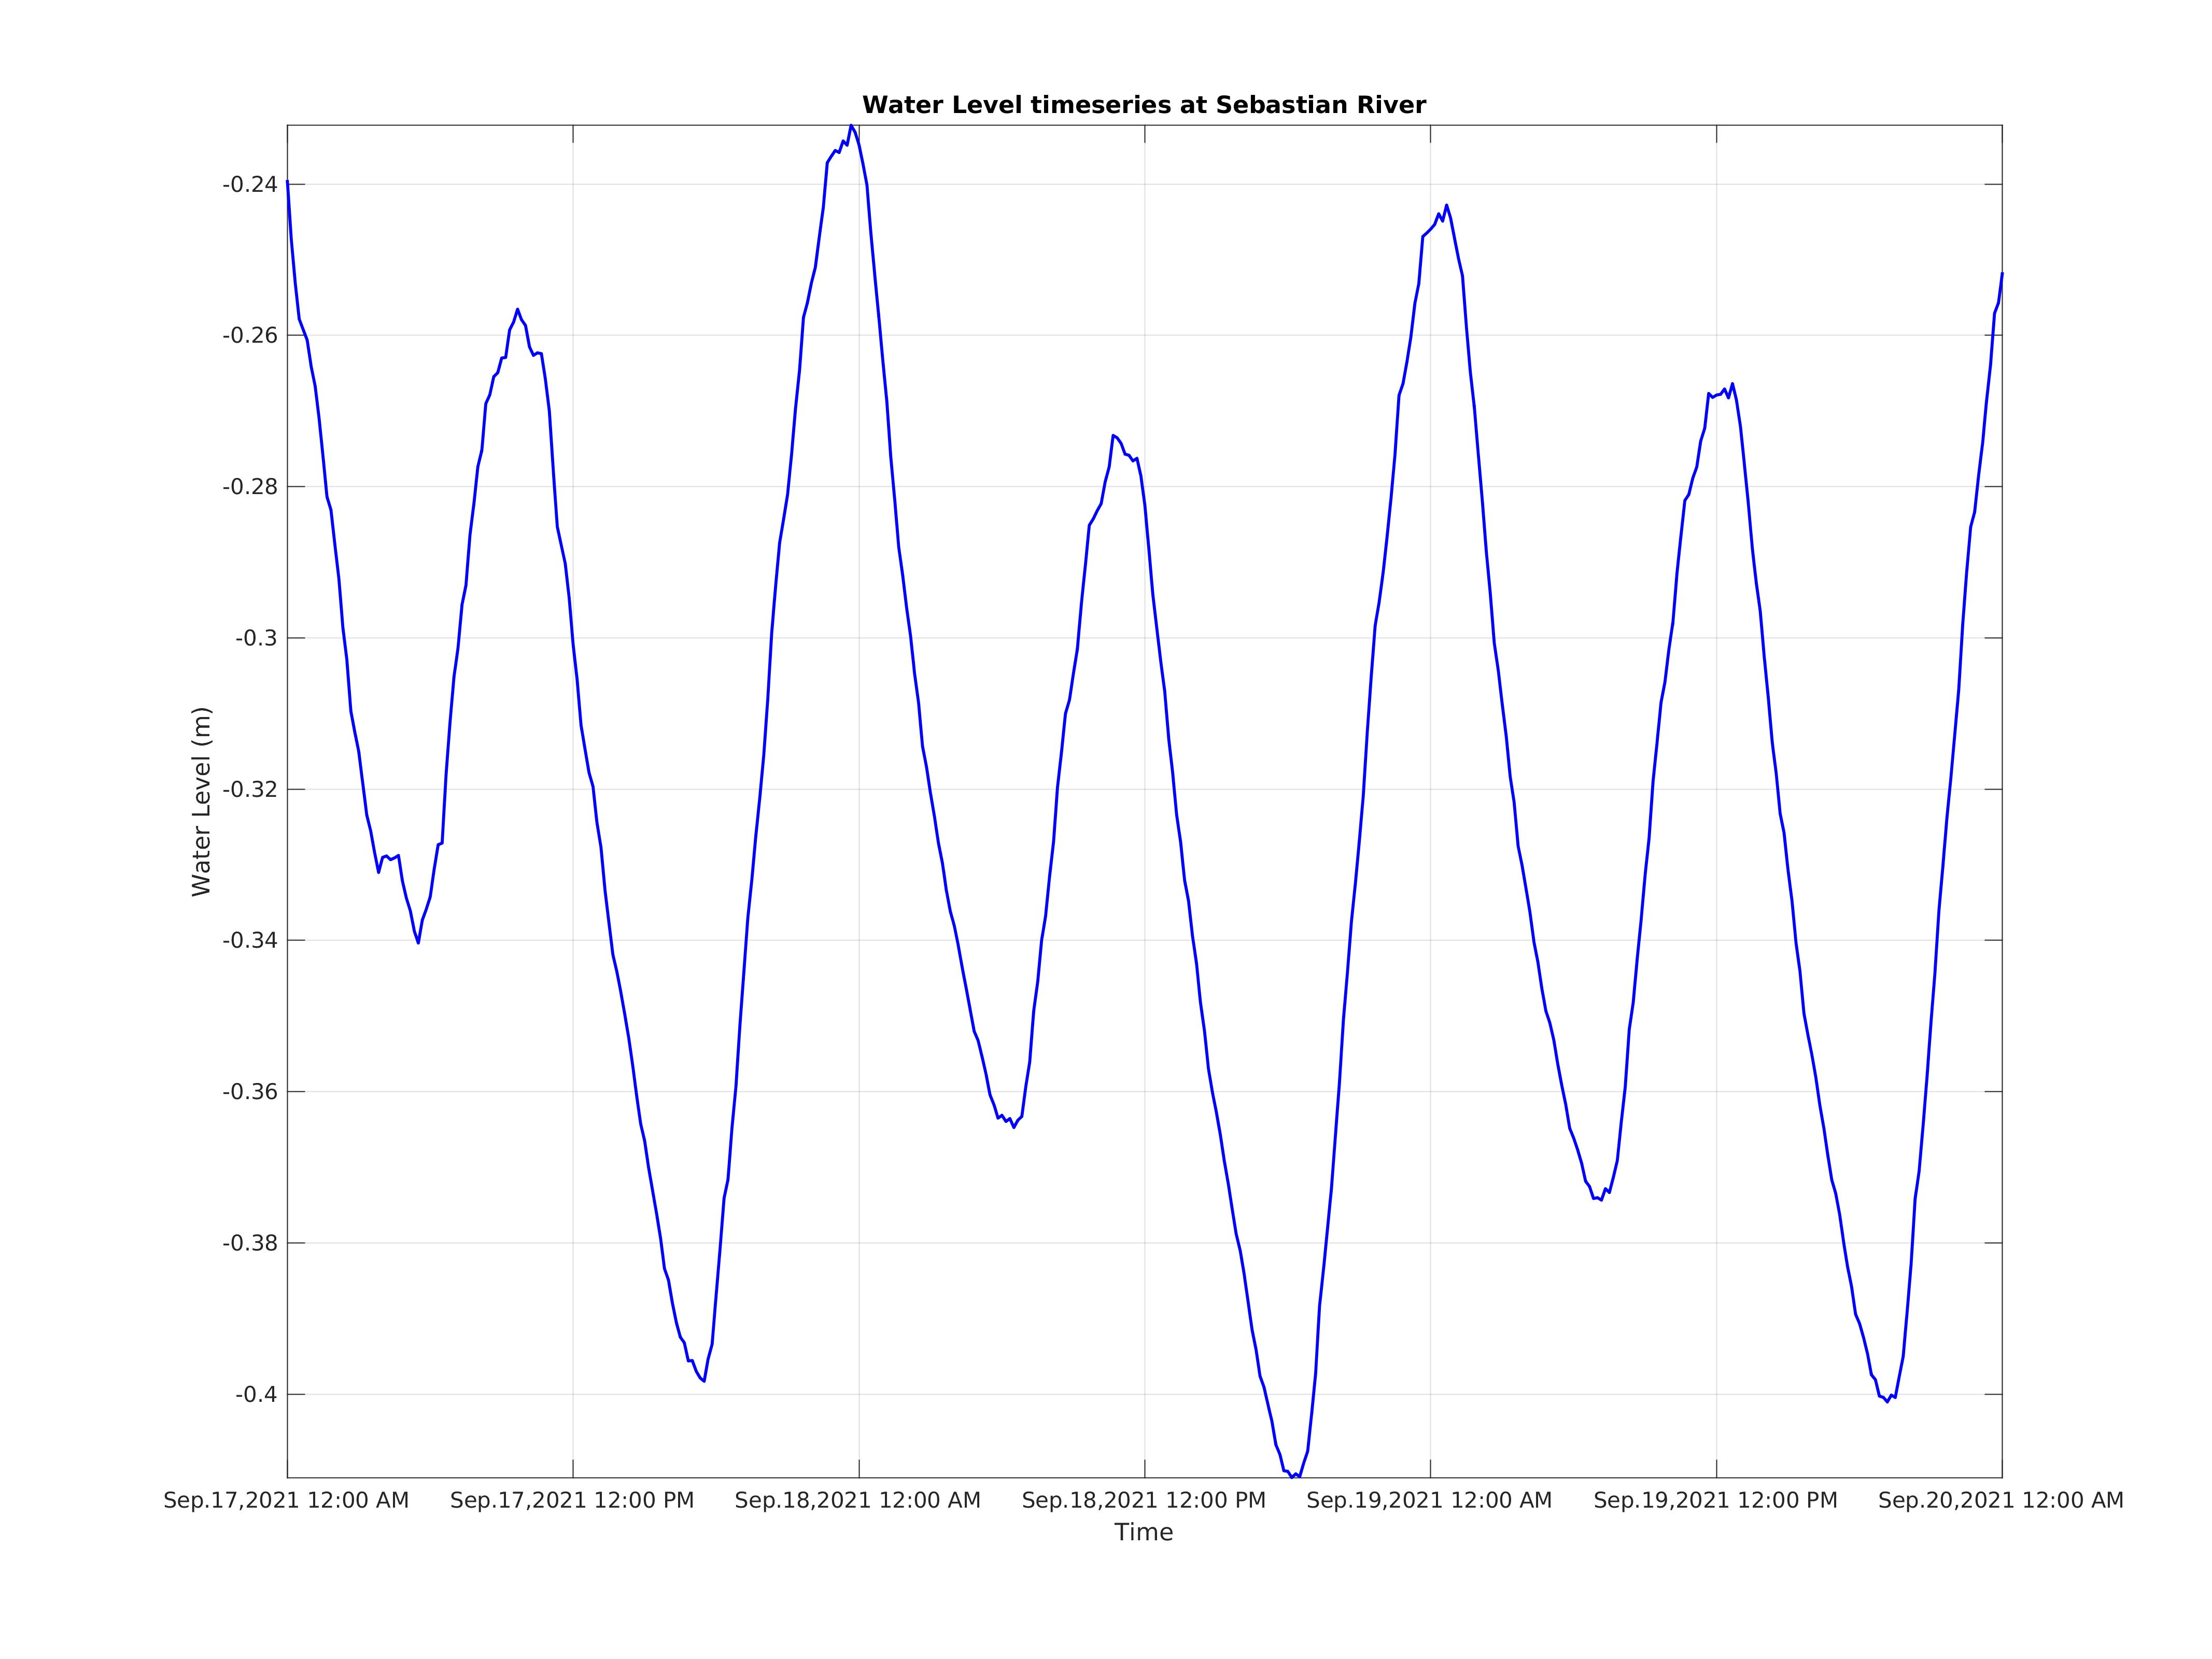 Water Level timeseries at Sebastian River
-0.24
-0.26
-0.28
-0.3
-0.32
-0.34
-0.36
-0.38
-0.4
Water Level (m)
Sep.17,2021 12:00 AM
Sep.17,2021 12:00 PM
Sep.18,2021 12:00 AM
Sep.18,2021 12:00 PM
Sep.19,2021 12:00 AM
Sep.19,2021 12:00 PM
Sep.20,2021 12:00 AM
Time